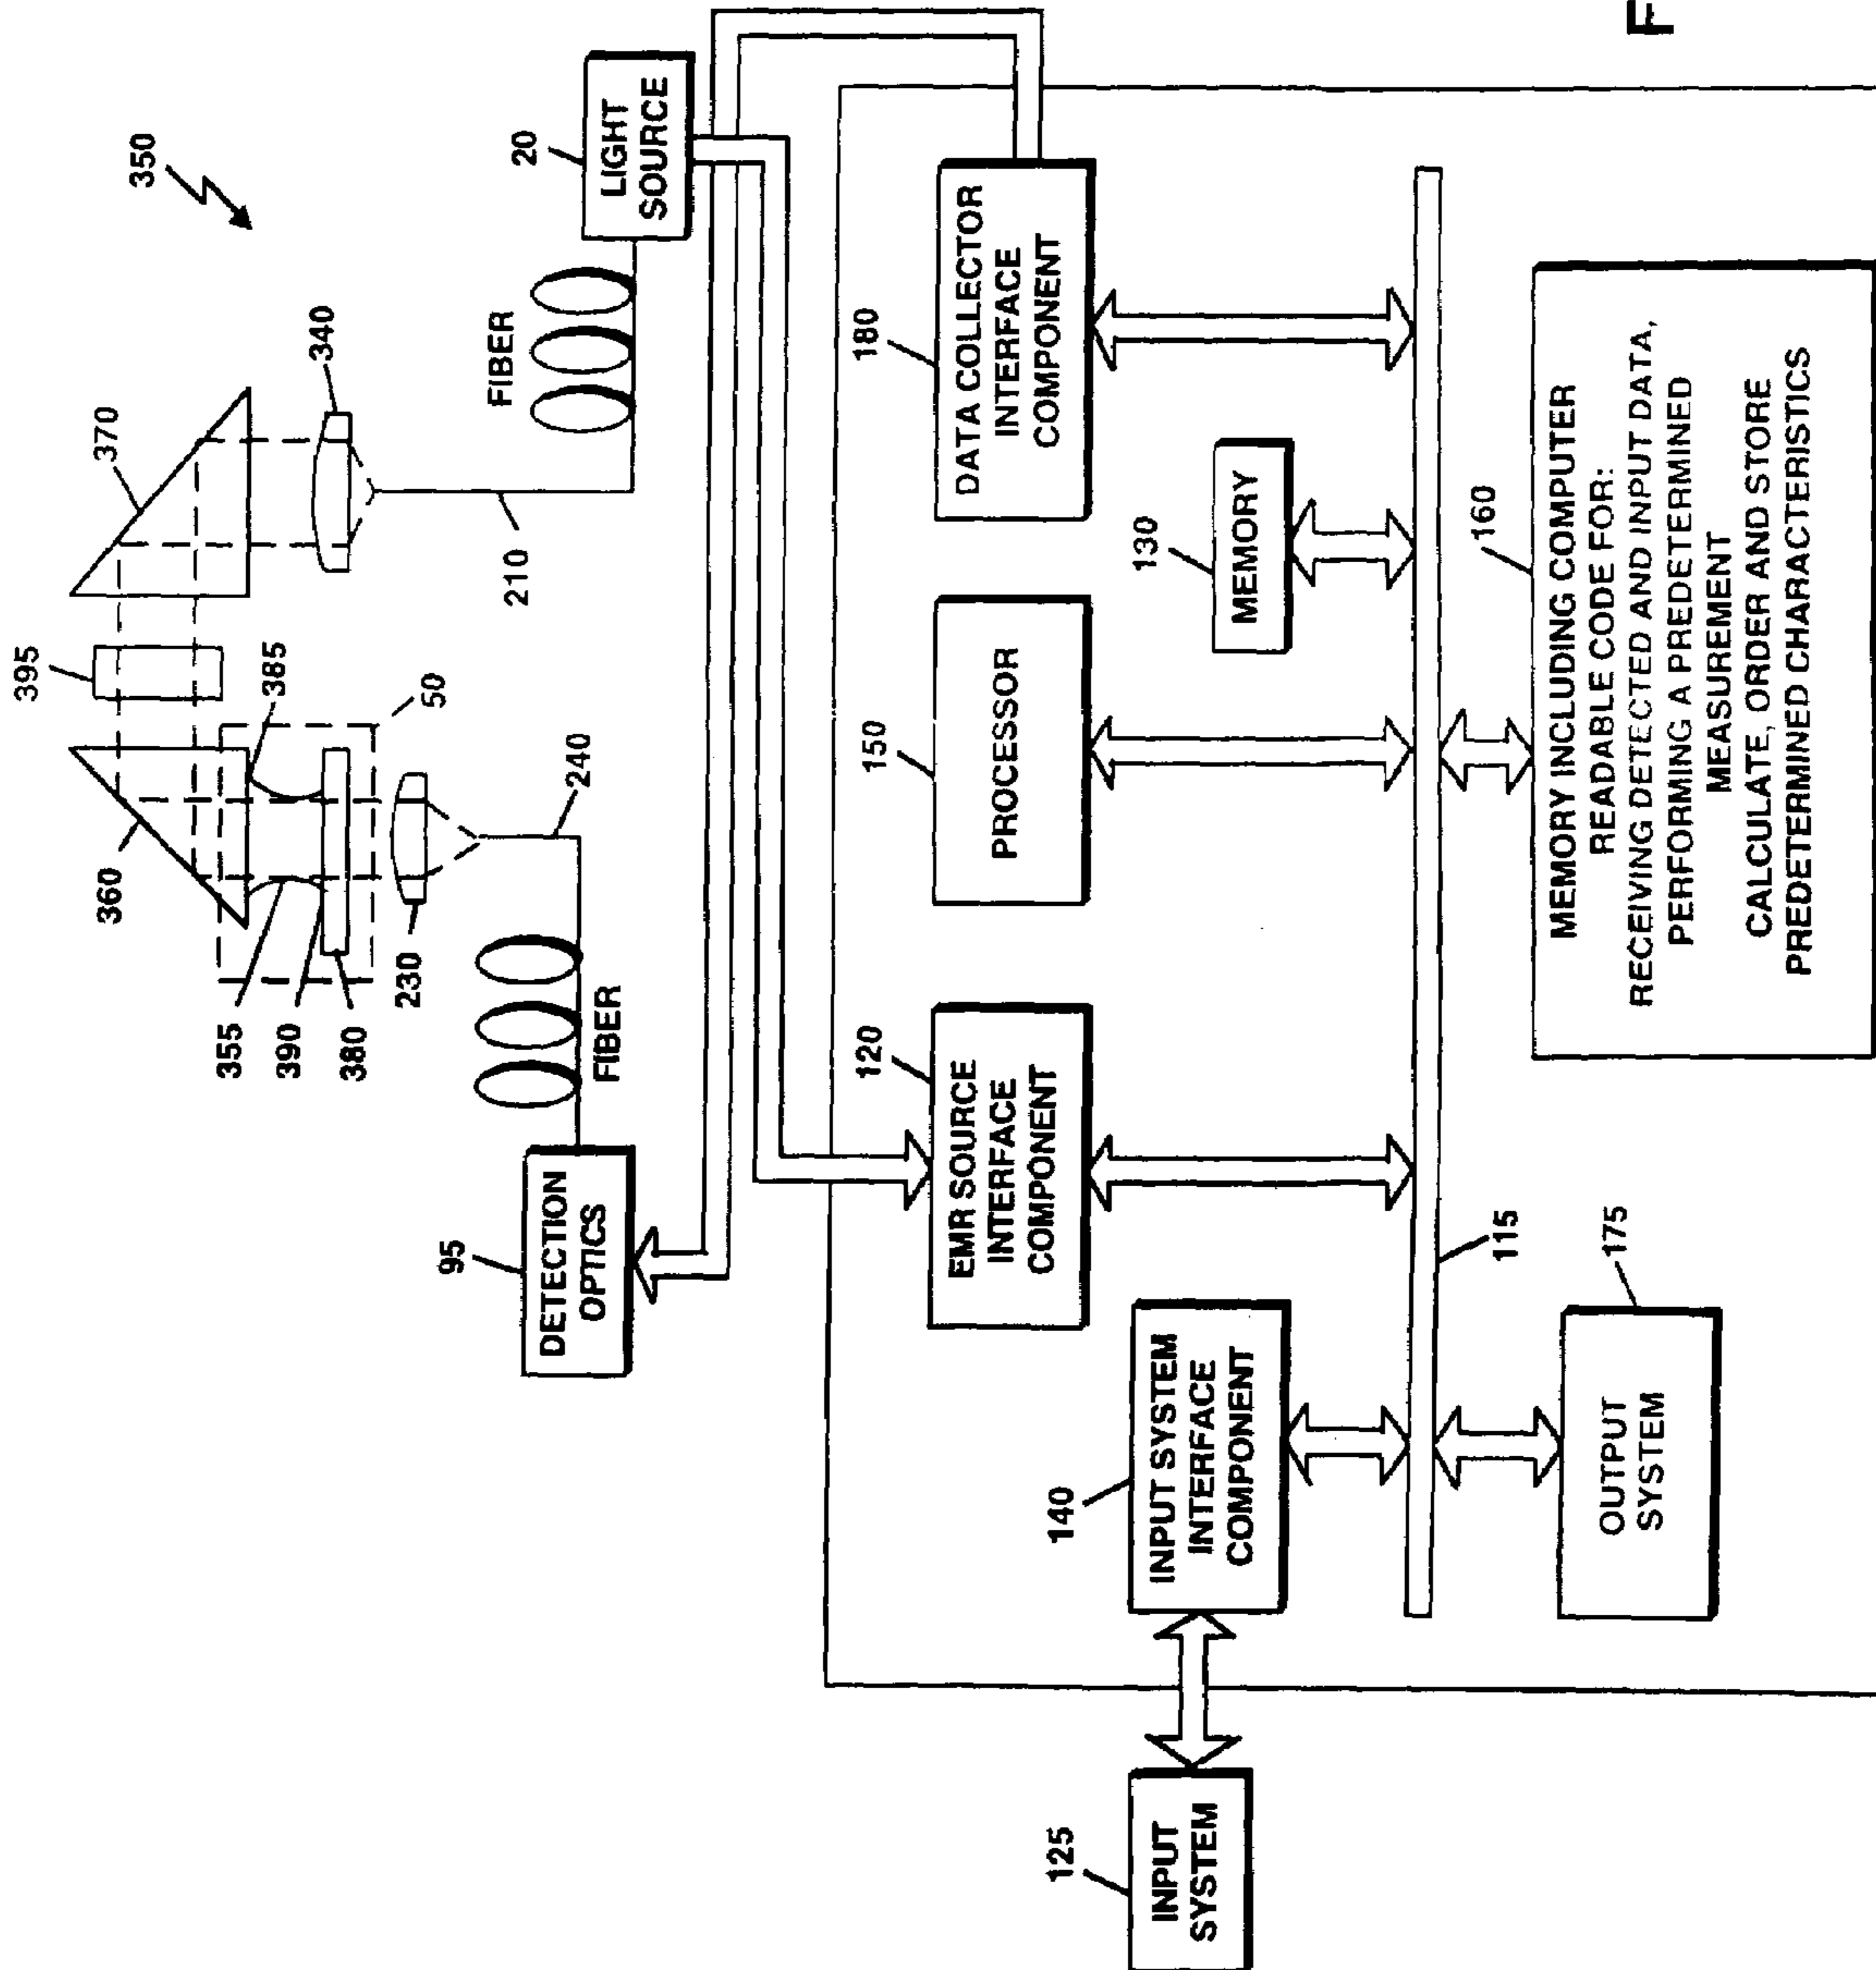 350
395
370
360
385
50
340
355
390
380
230
240
210
FIBER
20
LIGHT
SOURCE
FIBER
95
DETECTION
OPTICS
120
EMR SOURCE
INTERFACE
COMPONENT
150
PROCESSOR
180
DATA COLLECTOR
INTERFACE
COMPONENT
130
MEMORY
125
INPUT
SYSTEM
140
INPUT SYSTEM
INTERFACE
COMPONENT
115
175
OUTPUT
SYSTEM
160
MEMORY INCLUDING COMPUTER
READABLE CODE FOR:
RECEIVING DETECTED AND INPUT DATA,
PERFORMING A PREDETERMINED
MEASUREMENT
CALCULATE, ORDER AND STORE
PREDETERMINED CHARACTERISTICS
F